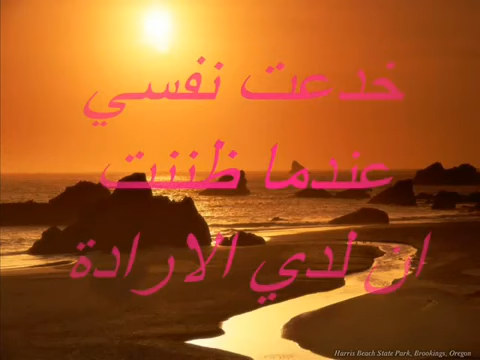 خدعت نفسي
عندما ظننت
ان لدي الارادة
Harris Beach State Park, Brookings, Oregon